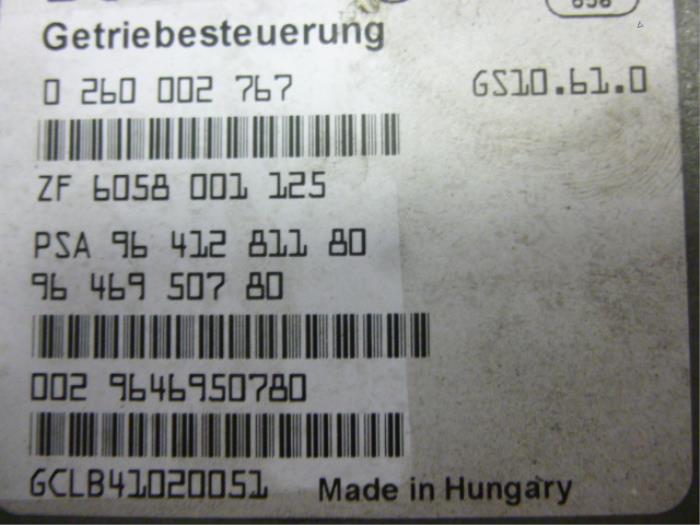 Getriebesteuerung
0 260 002 767
GS10.61.0
ZF 6058 001 125
PSA 96 412 811 80
96 469 507 80
002 9646950780
GCLB41020051
Made in Hungary